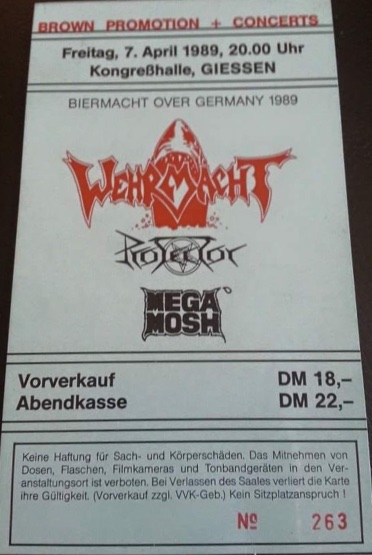 BROWN PROMOTION + CONCERTS
Freitag, 7. April 1989, 20.00 Uhr
Kongreßhalle, GIESSEN
BIERMACHT OVER GERMANY 1989
WEHRMACHT
PROTECTOR
MEGA
MOSH
Vorverkauf DM 18,–
Abendkasse DM 22,–
Keine Haftung für Sach- und Körperschäden. Das Mitnehmen von
Dosen, Flaschen, Filmkameras und Tonbandgeräten in den Ver-
anstaltungsort ist verboten. Bei Verlassen des Saales verliert die Karte
ihre Gültigkeit. (Vorverkauf zzgl. VVK-Geb.) Kein Sitzplatzanspruch !
Nº 263